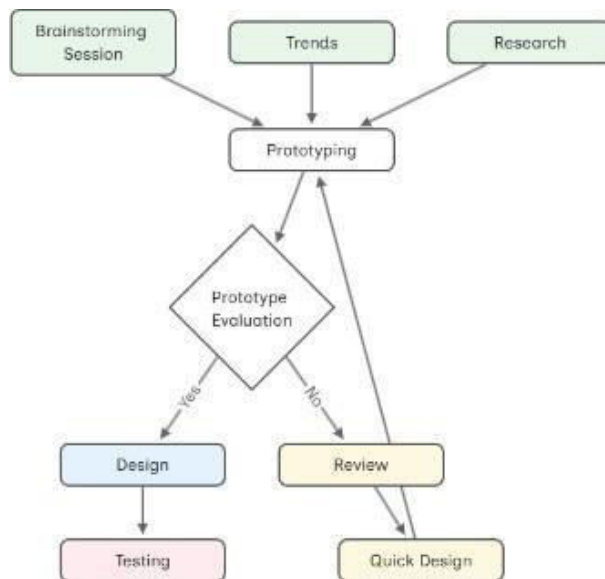 Brainstorming
Session
Trends
Research
Prototyping
Prototype
Evaluation
Yes
No
Design
Review
Testing
Quick Design